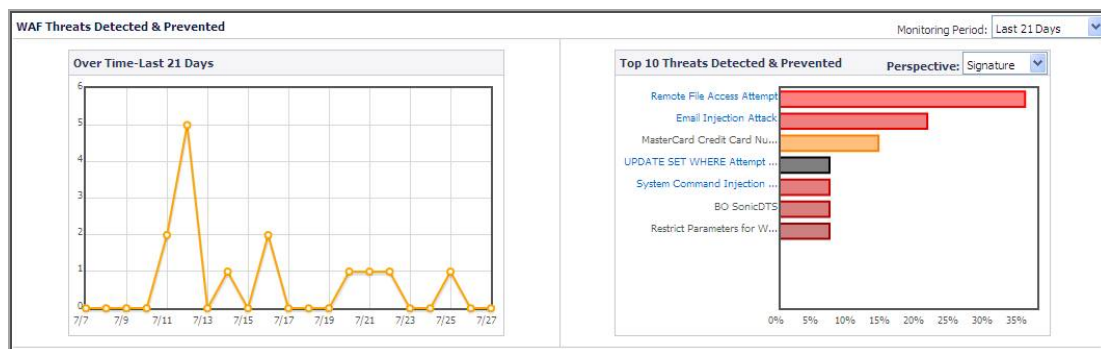 WAF Threats Detected & Prevented
Monitoring Period: Last 21 Days
Over Time-Last 21 Days
6
5
4
3
2
1
0
7/7 7/9 7/11 7/13 7/15 7/17 7/19 7/21 7/23 7/25 7/27
Top 10 Threats Detected & Prevented Perspective: Signature
Remote File Access Attempt
Email Injection Attack
MasterCard Credit Card Nu...
UPDATE SET WHERE Attempt ...
System Command Injection ...
BO SonicDTS
Restrict Parameters for W...
0% 5% 10% 15% 20% 25% 30% 35%